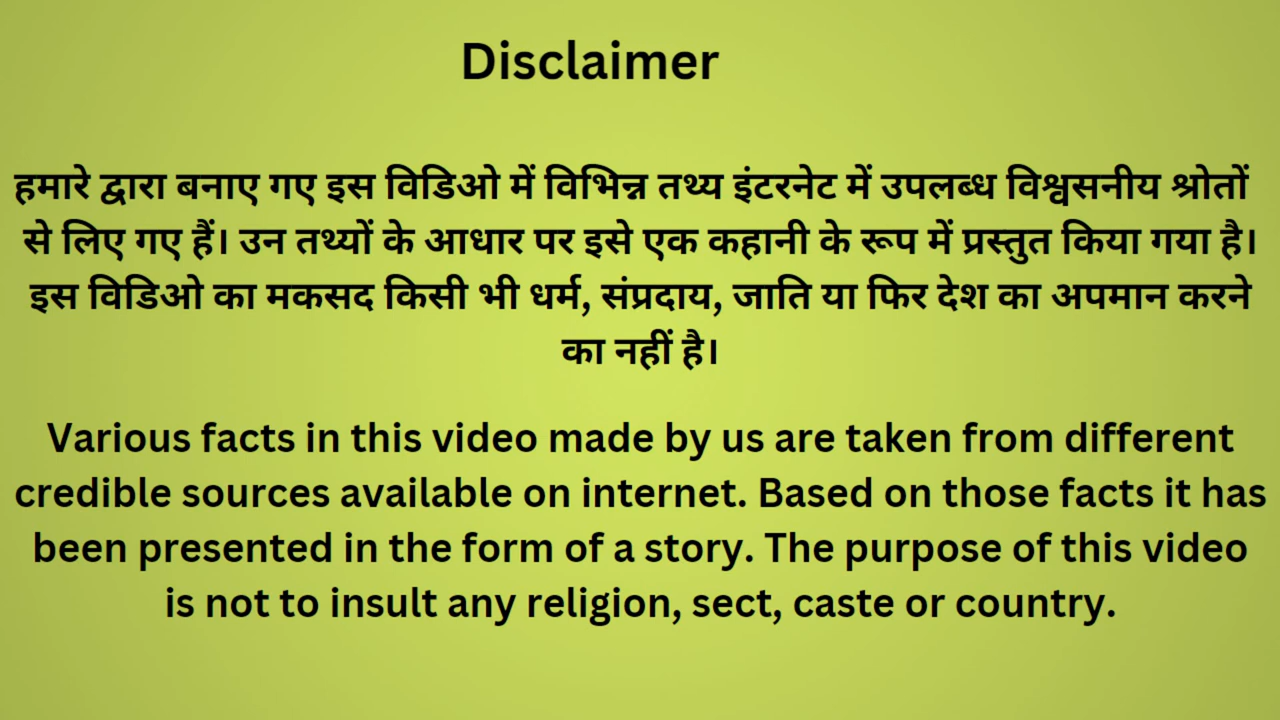 Disclaimer
हमारे द्वारा बनाए गए इस विडिओ में विभिन्न तथ्य इंटरनेट में उपलब्ध विश्वसनीय श्रोतों
से लिए गए हैं। उन तथ्यों के आधार पर इसे एक कहानी के रूप में प्रस्तुत किया गया है।
इस विडिओ का मकसद किसी भी धर्म, संप्रदाय, जाति या फिर देश का अपमान करने
का नहीं है।
Various facts in this video made by us are taken from different
credible sources available on internet. Based on those facts it has
been presented in the form of a story. The purpose of this video
is not to insult any religion, sect, caste or country.